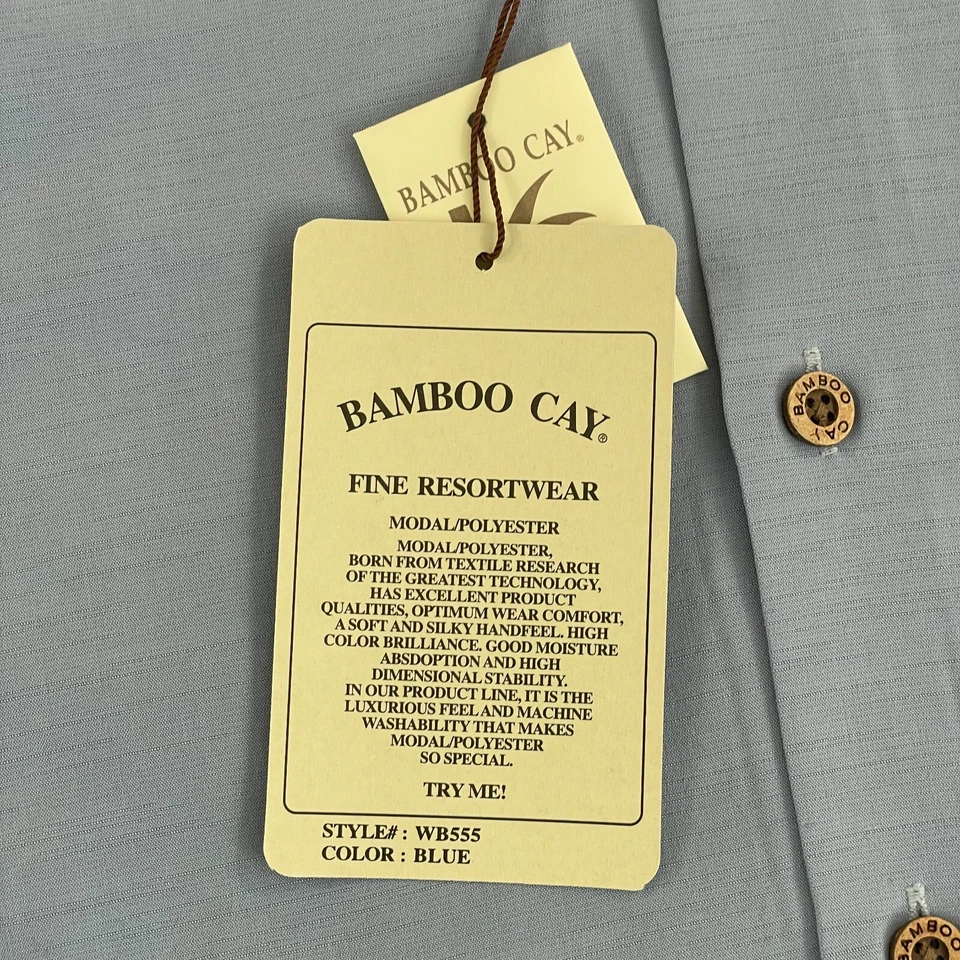 BAMBOO CAY®
BAMBOO CAY®
FINE RESORTWEAR
MODAL/POLYESTER
MODAL/POLYESTER,
BORN FROM TEXTILE RESEARCH
OF THE GREATEST TECHNOLOGY,
HAS EXCELLENT PRODUCT
QUALITIES, OPTIMUM WEAR COMFORT,
A SOFT AND SILKY HANDFEEL. HIGH
COLOR BRILLIANCE. GOOD MOISTURE
ABSDOPTION AND HIGH
DIMENSIONAL STABILITY.
IN OUR PRODUCT LINE, IT IS THE
LUXURIOUS FEEL AND MACHINE
WASHABILITY THAT MAKES
MODAL/POLYESTER
SO SPECIAL.
TRY ME!
STYLE# : WB555
COLOR : BLUE
BAMBOO CAY
BAMBOO